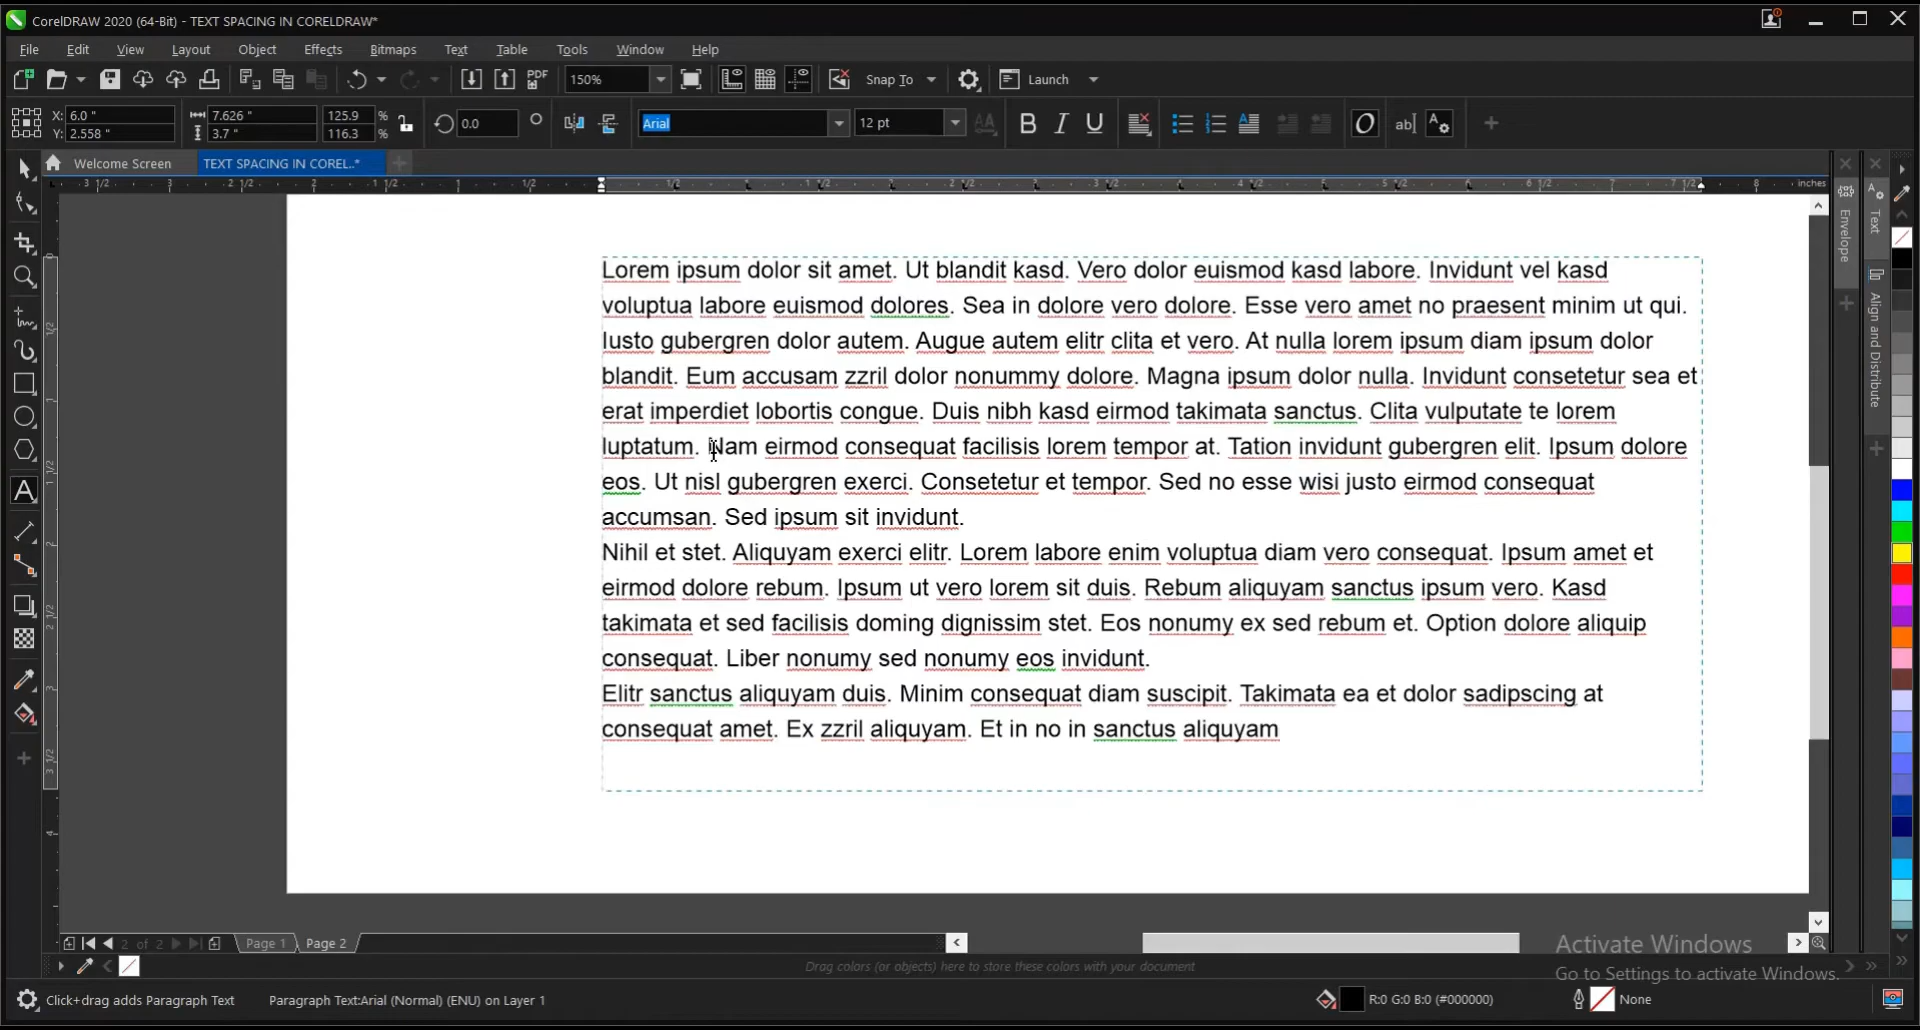 CorelDRAW 2020 (64-Bit) - TEXT SPACING IN CORELDRAW*
File Edit View Layout Object Effects Bitmaps Text Table Tools Window Help
PDF 150% Snap To Launch
X: 6.0 " 7.626 " 125.9 %
Y: 2.558 " 3.7 " 116.3 %
0.0 Arial 12 pt B I U O ab
Welcome Screen TEXT SPACING IN COREL..*
inches
Envelope
Text
Align and Distribute
Lorem ipsum dolor sit amet. Ut blandit kasd. Vero dolor euismod kasd labore. Invidunt vel kasd
voluptua labore euismod dolores. Sea in dolore vero dolore. Esse vero amet no praesent minim ut qui.
Iusto gubergren dolor autem. Augue autem elitr clita et vero. At nulla lorem ipsum diam ipsum dolor
blandit. Eum accusam zzril dolor nonummy dolore. Magna ipsum dolor nulla. Invidunt consetetur sea et
erat imperdiet lobortis congue. Duis nibh kasd eirmod takimata sanctus. Clita vulputate te lorem
luptatum. Nam eirmod consequat facilisis lorem tempor at. Tation invidunt gubergren elit. Ipsum dolore
eos. Ut nisl gubergren exerci. Consetetur et tempor. Sed no esse wisi justo eirmod consequat
accumsan. Sed ipsum sit invidunt.
Nihil et stet. Aliquyam exerci elitr. Lorem labore enim voluptua diam vero consequat. Ipsum amet et
eirmod dolore rebum. Ipsum ut vero lorem sit duis. Rebum aliquyam sanctus ipsum vero. Kasd
takimata et sed facilisis doming dignissim stet. Eos nonumy ex sed rebum et. Option dolore aliquip
consequat. Liber nonumy sed nonumy eos invidunt.
Elitr sanctus aliquyam duis. Minim consequat diam suscipit. Takimata ea et dolor sadipscing at
consequat amet. Ex zzril aliquyam. Et in no in sanctus aliquyam
2 of 2 Page 1 Page 2
Activate Windows
Go to Settings to activate Windows.
Drag colors (or objects) here to store these colors with your document
Click+drag adds Paragraph Text Paragraph Text:Arial (Normal) (ENU) on Layer 1 R:0 G:0 B:0 (#000000) None